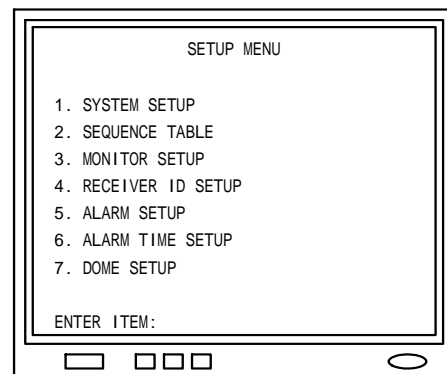 SETUP MENU
1. SYSTEM SETUP
2. SEQUENCE TABLE
3. MONITOR SETUP
4. RECEIVER ID SETUP
5. ALARM SETUP
6. ALARM TIME SETUP
7. DOME SETUP
ENTER ITEM: